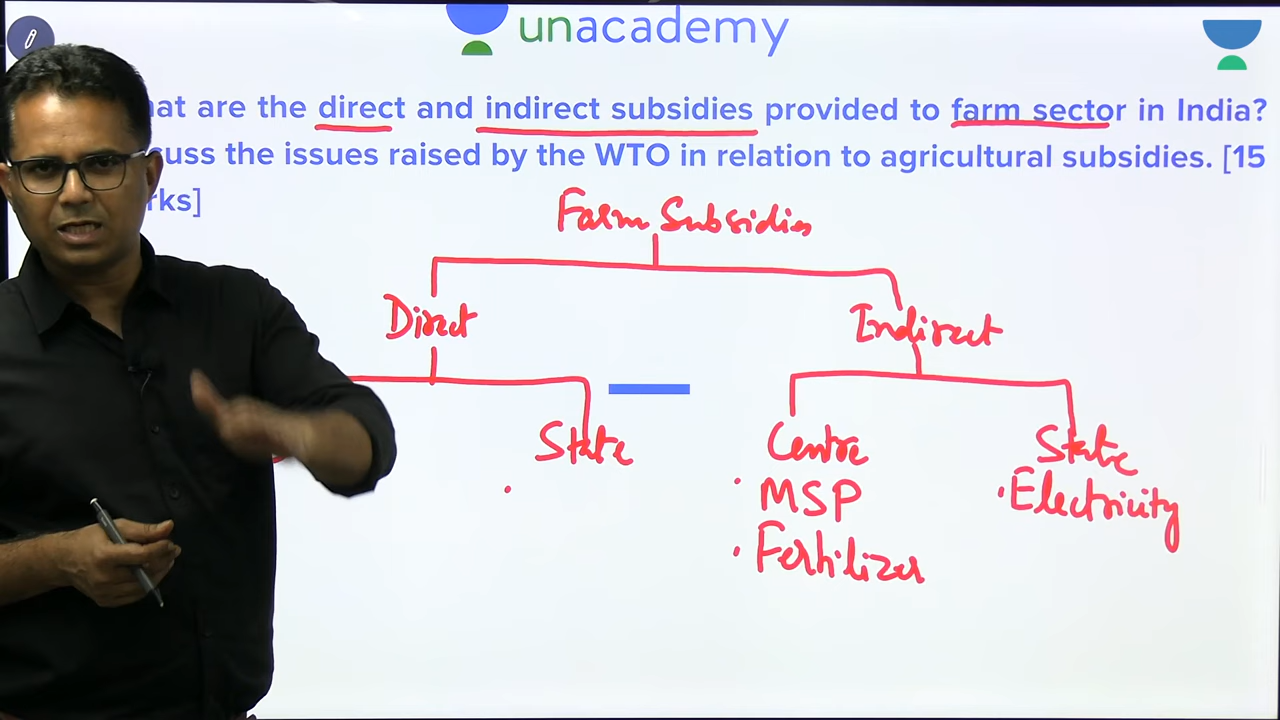 unacademy
at are the direct and indirect subsidies provided to farm sector in India?
cuss the issues raised by the WTO in relation to agricultural subsidies. [15
rks]
Farm Subsidies
Direct
Indirect
State
Centre
State
• MSP
• Electricity
• Fertilizer